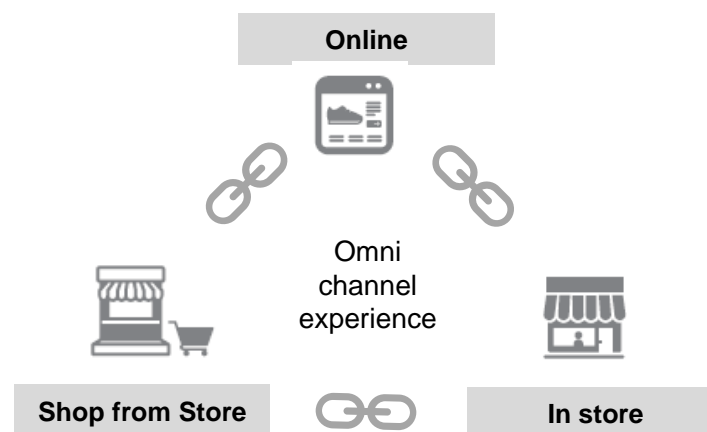 Online
Omni
channel
experience
Shop from Store
In store